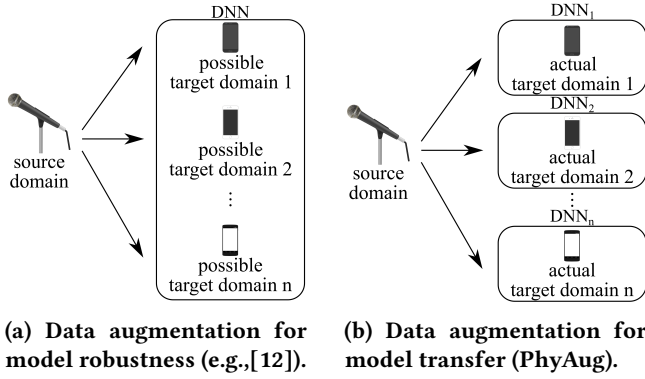 DNN
possible
target domain 1
possible
target domain 2
⋮
possible
target domain n
source
domain
(a) Data augmentation for
model robustness (e.g.,[12]).
DNN₁
actual
target domain 1
DNN₂
actual
target domain 2
⋮
DNNₙ
actual
target domain n
source
domain
(b) Data augmentation for
model transfer (PhyAug).